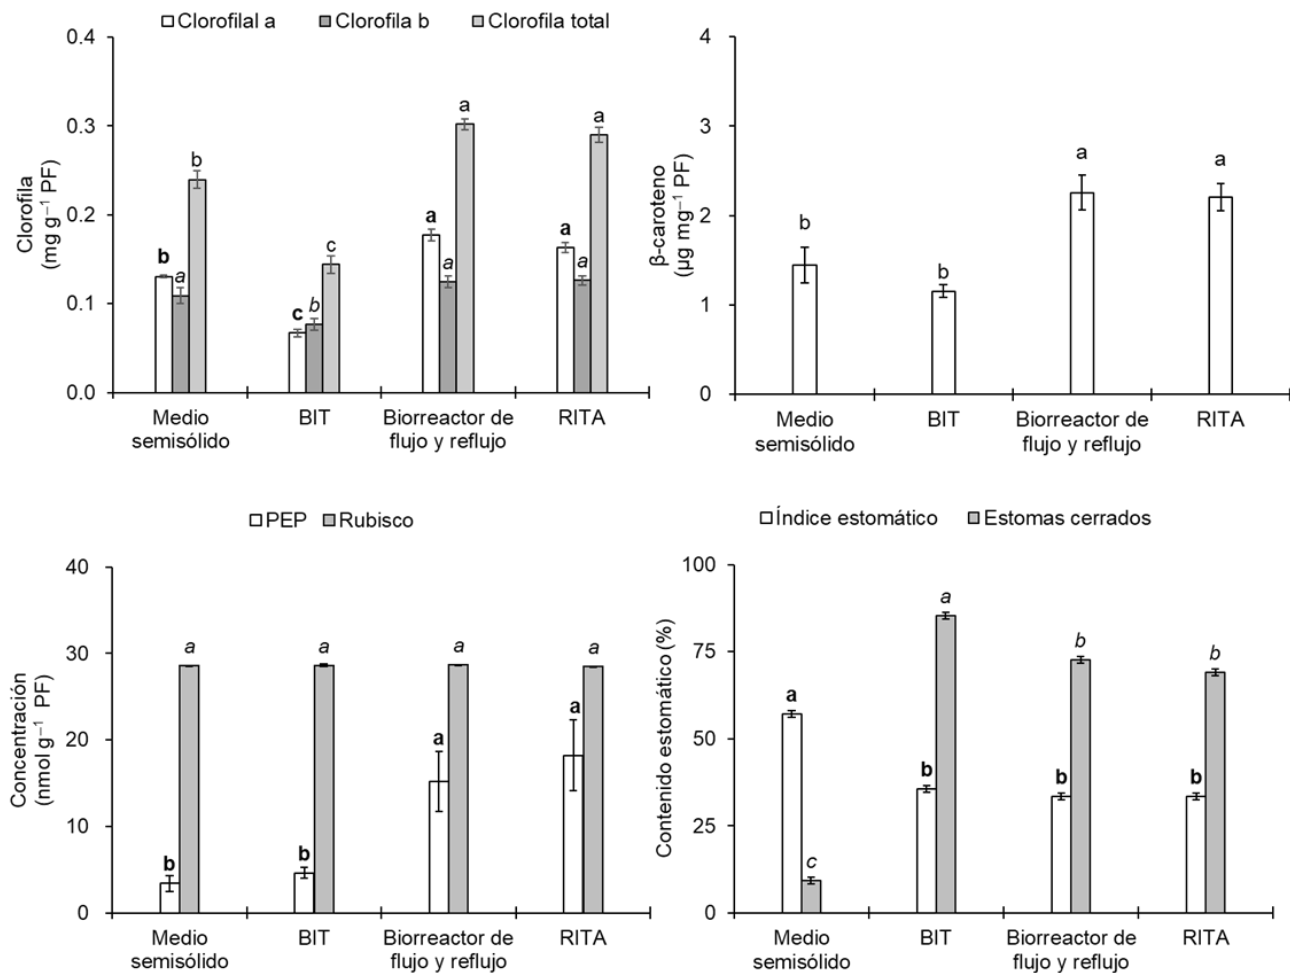 Clorofilal a Clorofila b Clorofila total
Clorofila
(mg g⁻¹ PF)
0.4
0.3
0.2
0.1
0.0
b a b
c b c
a a a
a a a
Medio
semisólido
BIT
Biorreactor de
flujo y reflujo
RITA
β-caroteno
(µg mg⁻¹ PF)
4
3
2
1
0
b b a a
Medio
semisólido
BIT
Biorreactor de
flujo y reflujo
RITA
PEP Rubisco
Concentración
(nmol g⁻¹ PF)
40
30
20
10
0
b a
b a
a a
a a
Medio
semisólido
BIT
Biorreactor de
flujo y reflujo
RITA
Índice estomático Estomas cerrados
Contenido estomático (%)
100
75
50
25
0
a c
b a
b b
b b
Medio
semisólido
BIT
Biorreactor de
flujo y reflujo
RITA